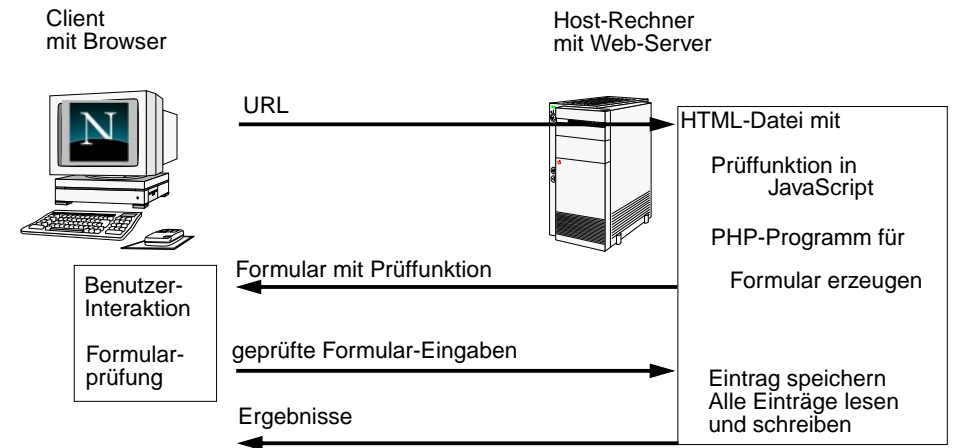 Client
mit Browser
Host-Rechner
mit Web-Server
N
URL
HTML-Datei mit
Prüffunktion in
JavaScript
PHP-Programm für
Formular mit Prüffunktion
Formular erzeugen
Benutzer-
Interaktion
Formular-
prüfung
geprüfte Formular-Eingaben
Eintrag speichern
Alle Einträge lesen
und schreiben
Ergebnisse